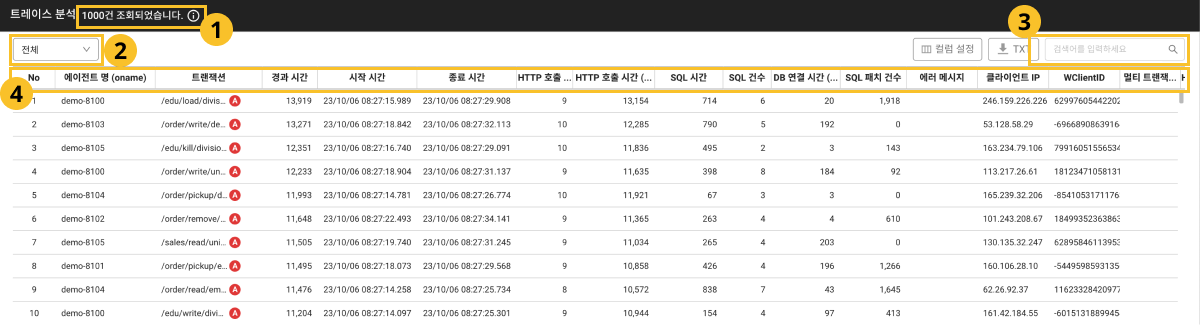 트레이스 분석 1000건 조회되었습니다.
1
2
3
4
전체
컬럼 설정
TXT
검색어를 입력하세요
No 에이전트 명 (oname) 트랜잭션 경과 시간 시작 시간 종료 시간 HTTP 호출 ... HTTP 호출 시간 (... SQL 시간 SQL 건수 DB 연결 시간 (... SQL 패치 건수 에러 메시지 클라이언트 IP WClientID 멀티 트랜잭...
1 demo-8100 /edu/load/divis... A 13,919 23/10/06 08:27:15.989 23/10/06 08:27:29.908 9 13,154 714 6 20 1,918 246.159.226.226 62997605442202
2 demo-8103 /order/write/de... A 13,271 23/10/06 08:27:18.842 23/10/06 08:27:32.113 10 12,285 790 5 192 0 53.128.58.29 -6966890863916
3 demo-8105 /edu/kill/divisio... A 12,351 23/10/06 08:27:16.740 23/10/06 08:27:29.091 10 11,836 495 2 3 143 163.234.79.106 79916051556534
4 demo-8100 /order/write/un... A 12,233 23/10/06 08:27:18.904 23/10/06 08:27:31.137 9 11,635 398 8 184 92 113.217.26.61 18123471058131
5 demo-8104 /order/pickup/d... A 11,993 23/10/06 08:27:14.781 23/10/06 08:27:26.774 10 11,921 67 3 3 0 165.239.32.206 -8541053171176
6 demo-8102 /order/remove/... A 11,648 23/10/06 08:27:22.493 23/10/06 08:27:34.141 9 11,365 263 4 4 610 101.243.208.67 18499352363863
7 demo-8105 /sales/read/uni... A 11,505 23/10/06 08:27:19.740 23/10/06 08:27:31.245 9 11,034 265 4 203 0 130.135.32.247 62895846113953
8 demo-8101 /order/pickup/e... A 11,495 23/10/06 08:27:18.073 23/10/06 08:27:29.568 9 10,858 426 4 196 1,266 160.106.28.10 -5449598593135
9 demo-8104 /order/read/em... A 11,476 23/10/06 08:27:14.258 23/10/06 08:27:25.734 8 10,572 838 7 43 1,645 62.26.92.37 11623328420977
10 demo-8100 /edu/write/divi... A 11,204 23/10/06 08:27:14.097 23/10/06 08:27:25.301 9 10,944 154 4 97 413 161.42.184.55 -6015131889945